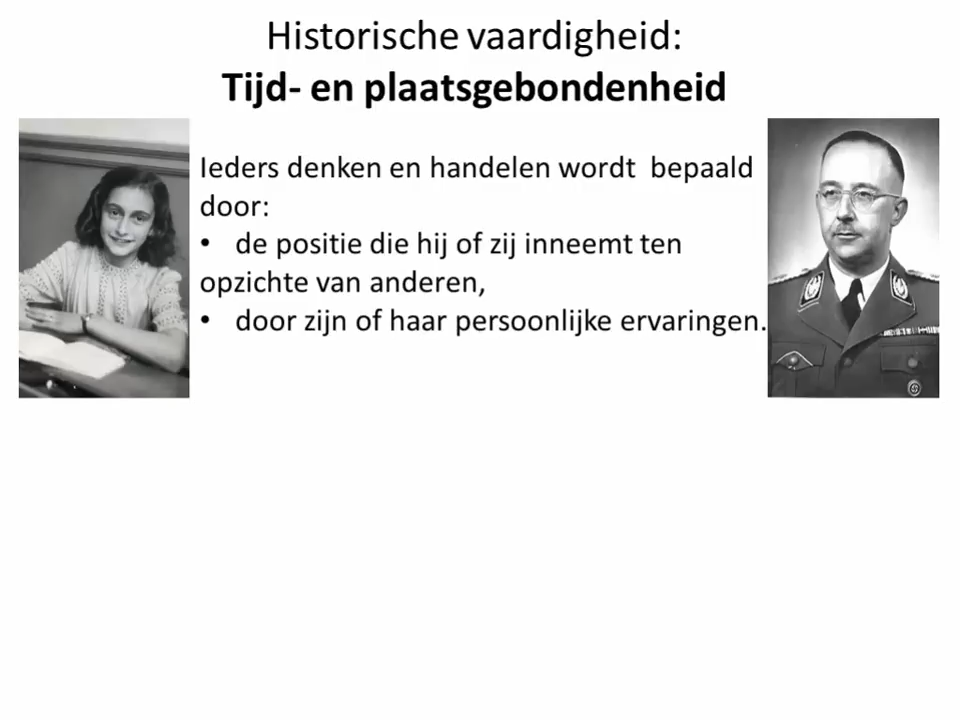 Historische vaardigheid:
Tijd- en plaatsgebondenheid
Ieders denken en handelen wordt  bepaald
door:
• de positie die hij of zij inneemt ten
opzichte van anderen,
• door zijn of haar persoonlijke ervaringen.